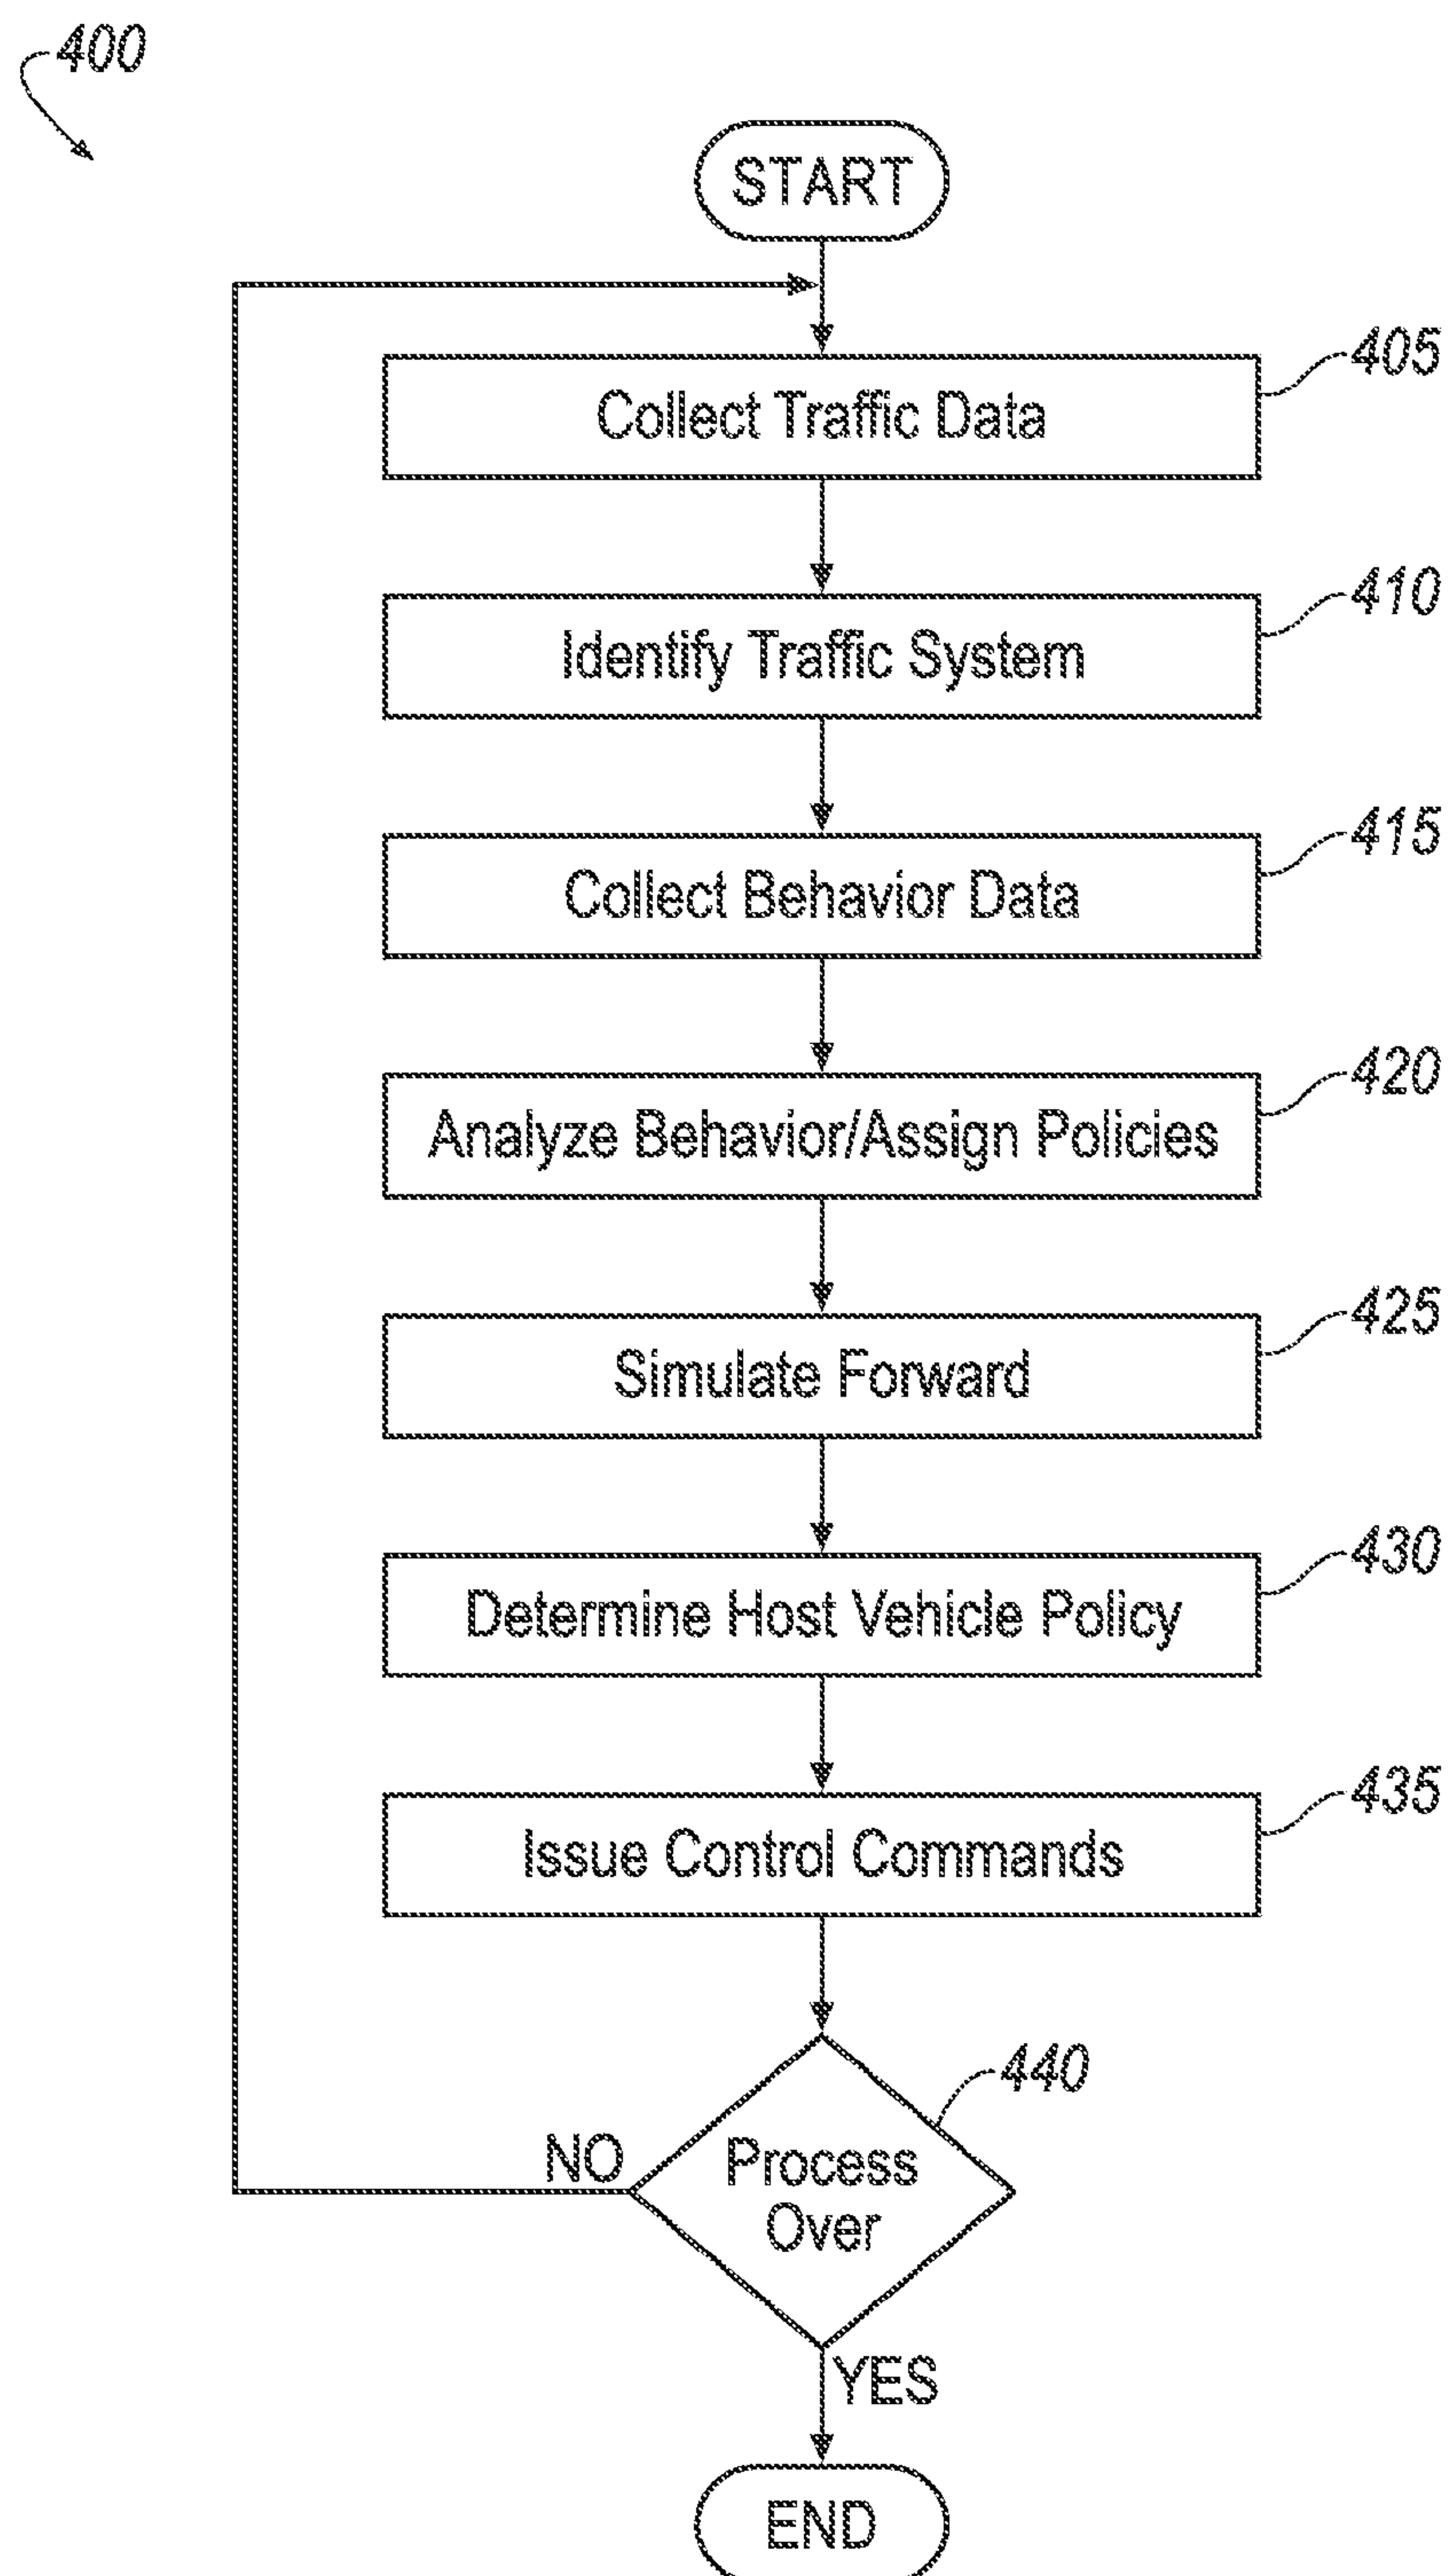 400
START
Collect Traffic Data
405
Identify Traffic System
410
Collect Behavior Data
415
Analyze Behavior/Assign Policies
420
Simulate Forward
425
Determine Host Vehicle Policy
430
Issue Control Commands
435
440
Process
Over
NO
YES
END